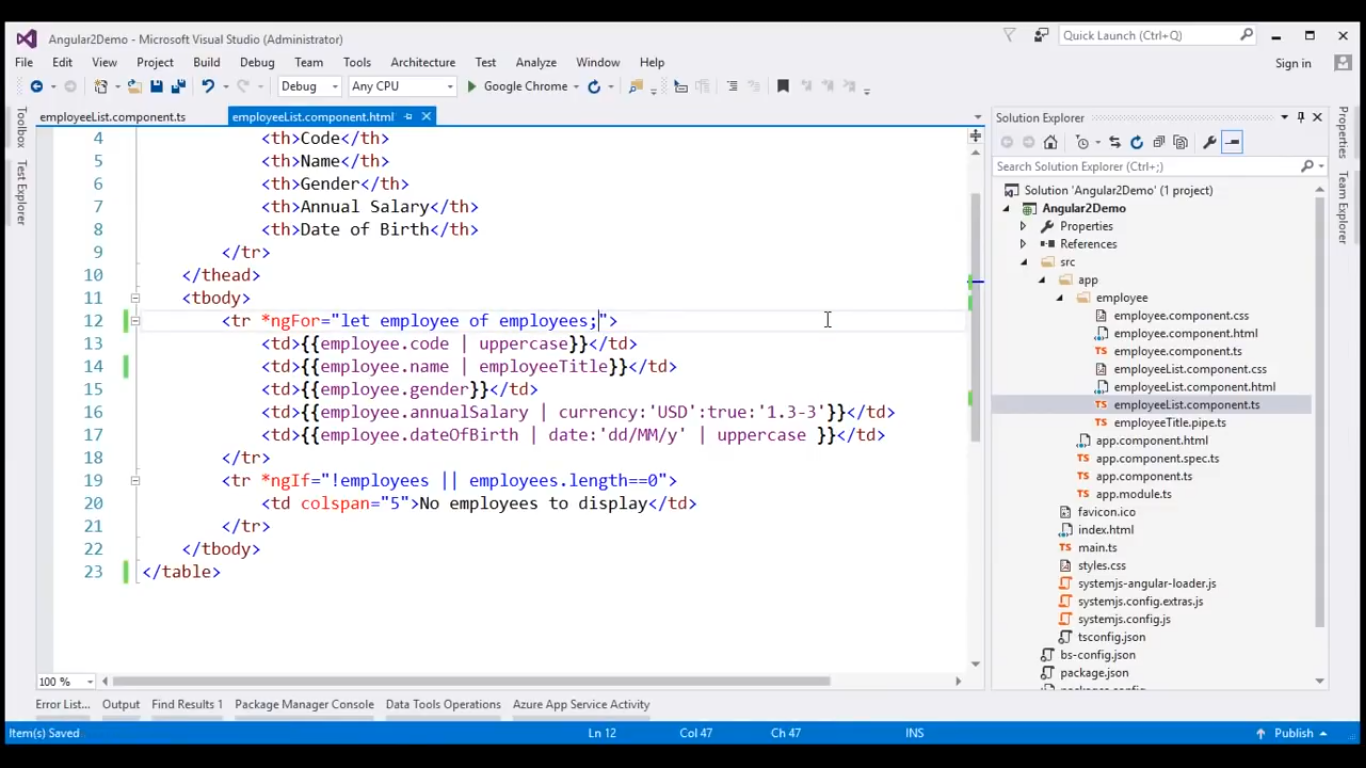 Angular2Demo - Microsoft Visual Studio (Administrator)
Quick Launch (Ctrl+Q)
File Edit View Project Build Debug Team Tools Architecture Test Analyze Window Help
Sign in
Debug Any CPU Google Chrome
Toolbox
Test Explorer
employeeList.component.ts employeeList.component.html
4 <th>Code</th>
5 <th>Name</th>
6 <th>Gender</th>
7 <th>Annual Salary</th>
8 <th>Date of Birth</th>
9 </tr>
10 </thead>
11 <tbody>
12 <tr *ngFor="let employee of employees;">
13 <td>{{employee.code | uppercase}}</td>
14 <td>{{employee.name | employeeTitle}}</td>
15 <td>{{employee.gender}}</td>
16 <td>{{employee.annualSalary | currency:'USD':true:'1.3-3'}}</td>
17 <td>{{employee.dateOfBirth | date:'dd/MM/y' | uppercase }}</td>
18 </tr>
19 <tr *ngIf="!employees || employees.length==0">
20 <td colspan="5">No employees to display</td>
21 </tr>
22 </tbody>
23 </table>
100 %
Solution Explorer
Search Solution Explorer (Ctrl+;)
Solution 'Angular2Demo' (1 project)
Angular2Demo
Properties
References
src
app
employee
employee.component.css
employee.component.html
employee.component.ts
employeeList.component.css
employeeList.component.html
employeeList.component.ts
employeeTitle.pipe.ts
app.component.html
app.component.spec.ts
app.component.ts
app.module.ts
favicon.ico
index.html
main.ts
styles.css
systemjs-angular-loader.js
systemjs.config.extras.js
systemjs.config.js
tsconfig.json
bs-config.json
package.json
Properties
Team Explorer
Error List... Output Find Results 1 Package Manager Console Data Tools Operations Azure App Service Activity
Item(s) Saved Ln 12 Col 47 Ch 47 INS Publish